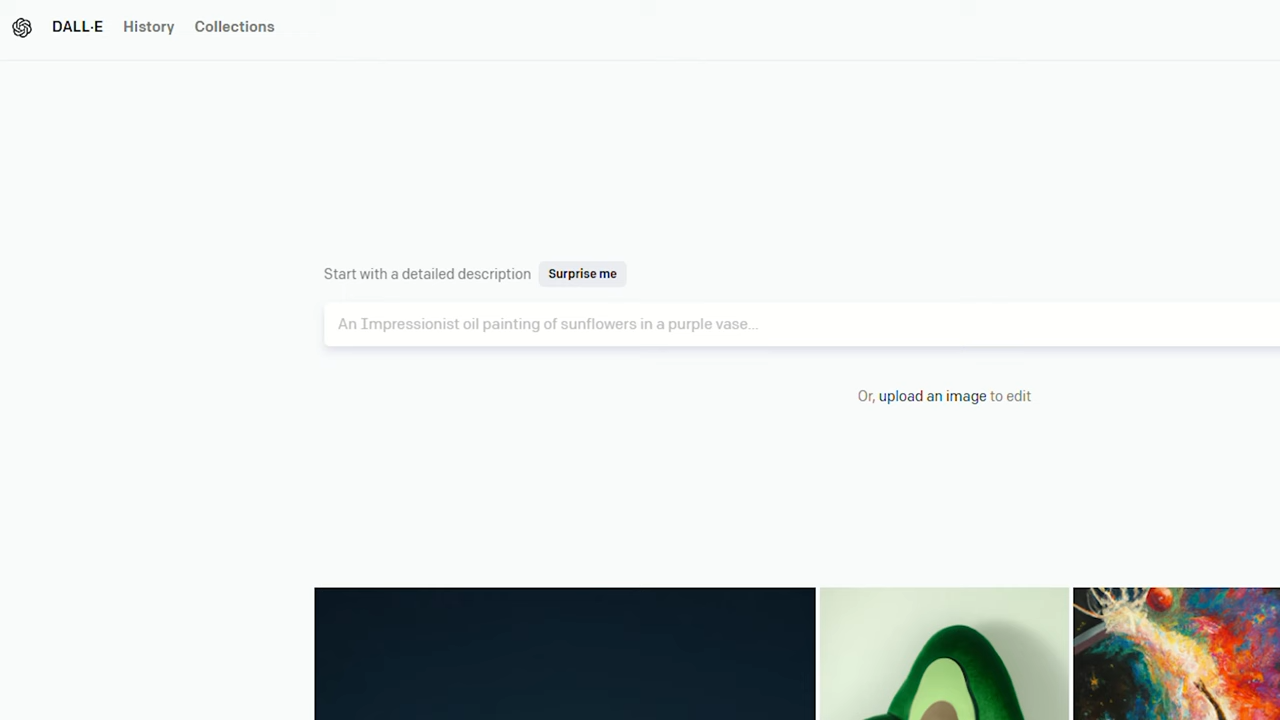 DALL·E History Collections
Start with a detailed description Surprise me
An Impressionist oil painting of sunflowers in a purple vase...
Or, upload an image to edit